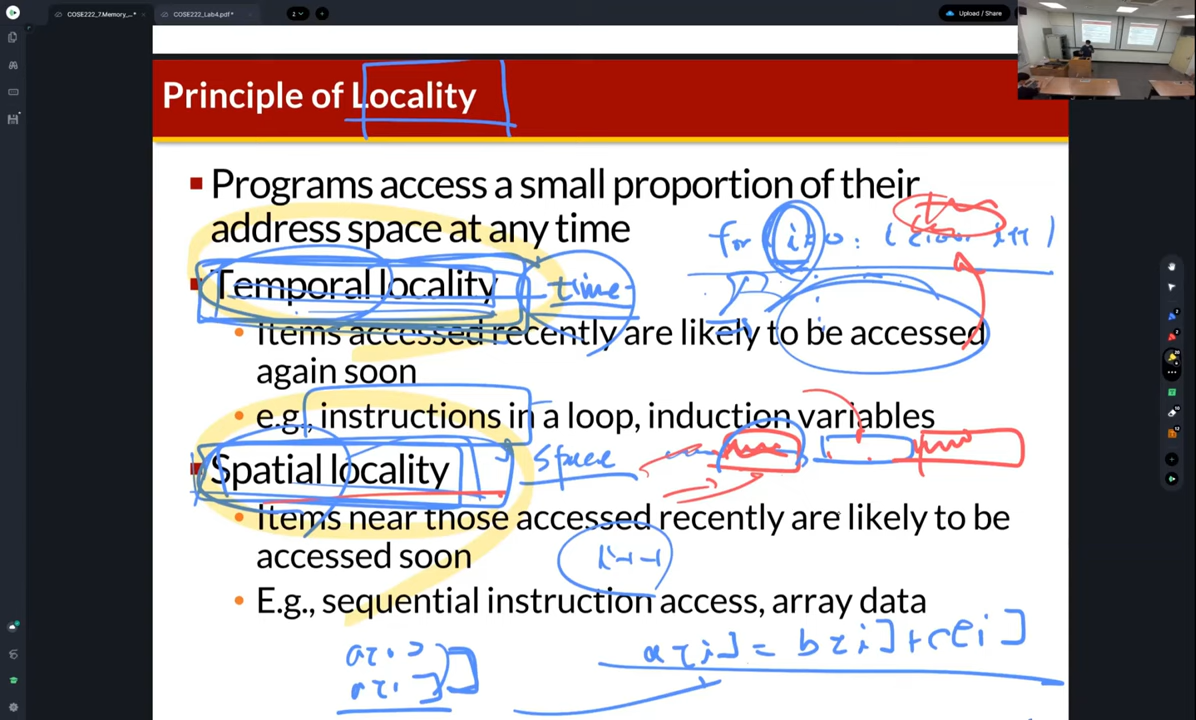 COSE222_7.Memory_...*
COSE222_Lab4.pdf*
2
Upload / Share
Principle of Locality
Programs access a small proportion of their
address space at any time
for
Temporal locality
time
Items accessed recently are likely to be accessed
again soon
e.g., instructions in a loop, induction variables
Spatial locality
space
Items near those accessed recently are likely to be
accessed soon
i++
E.g., sequential instruction access, array data
a[i] = b[i] + c[i]